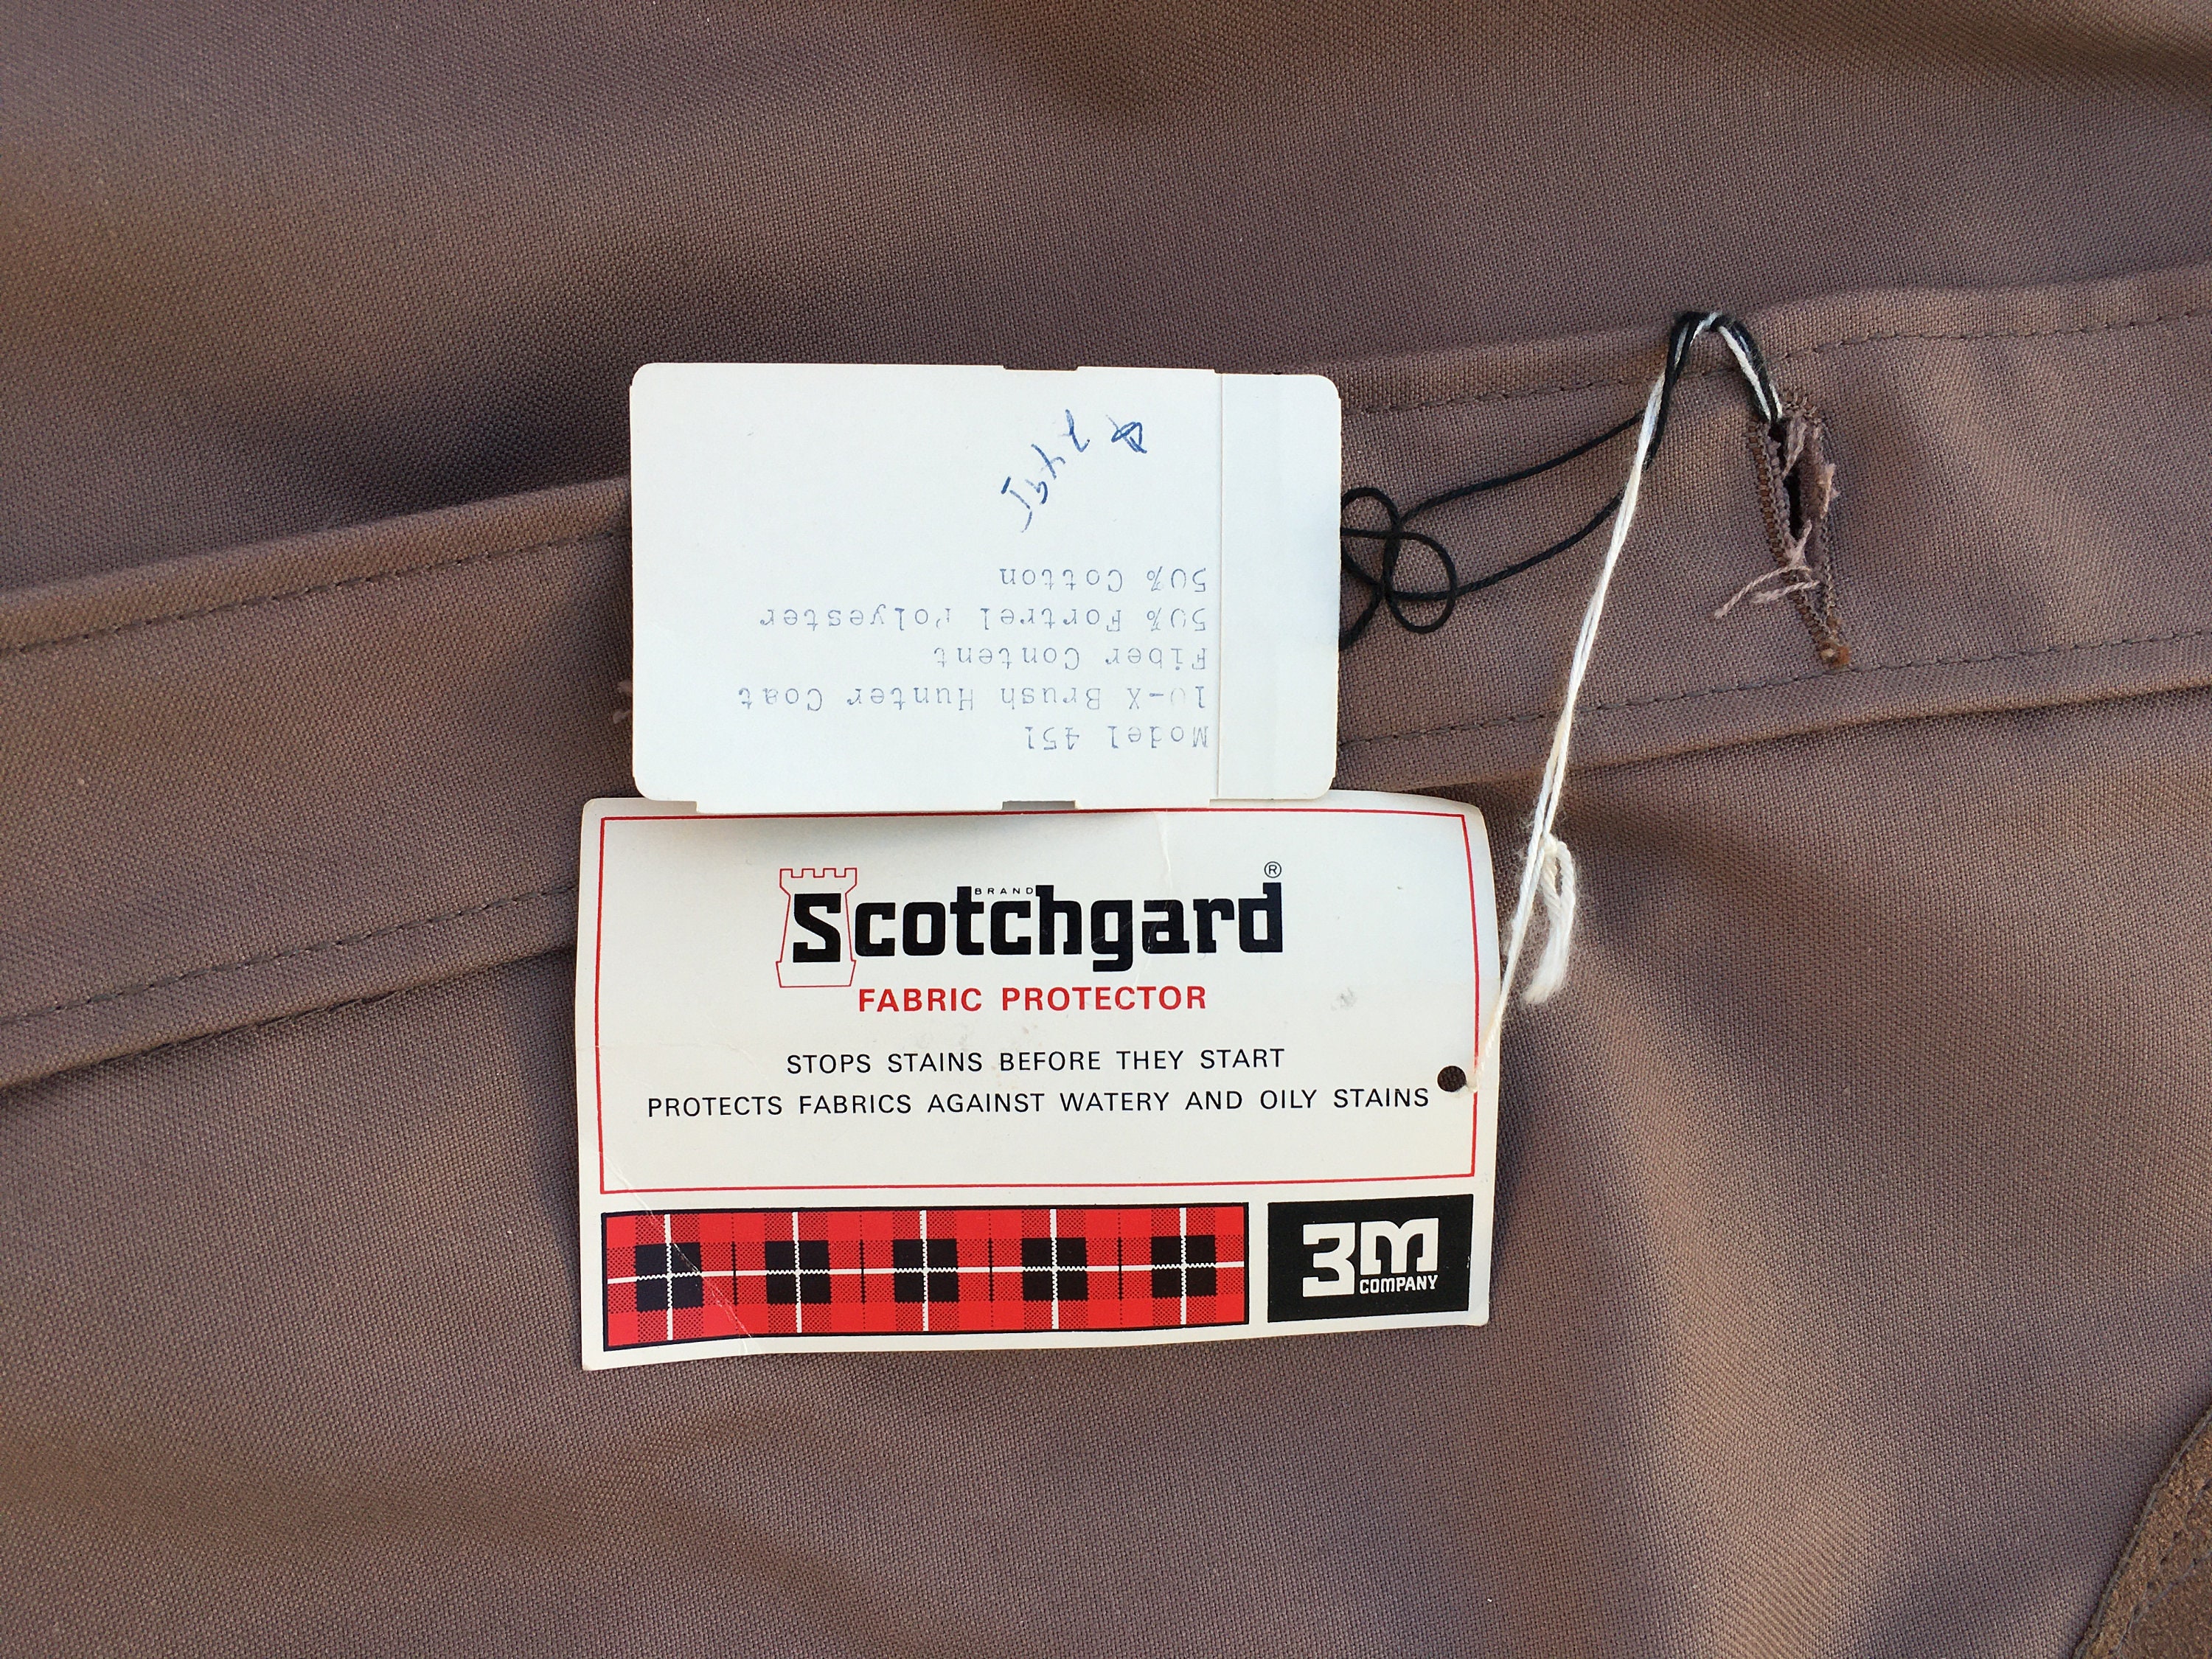 Model 451
10-X Brush Hunter Coat
Fiber Content
50% Fortrel Polyester
50% Cotton
BRAND
Scotchgard®
FABRIC PROTECTOR
STOPS STAINS BEFORE THEY START
PROTECTS FABRICS AGAINST WATERY AND OILY STAINS
3M
COMPANY